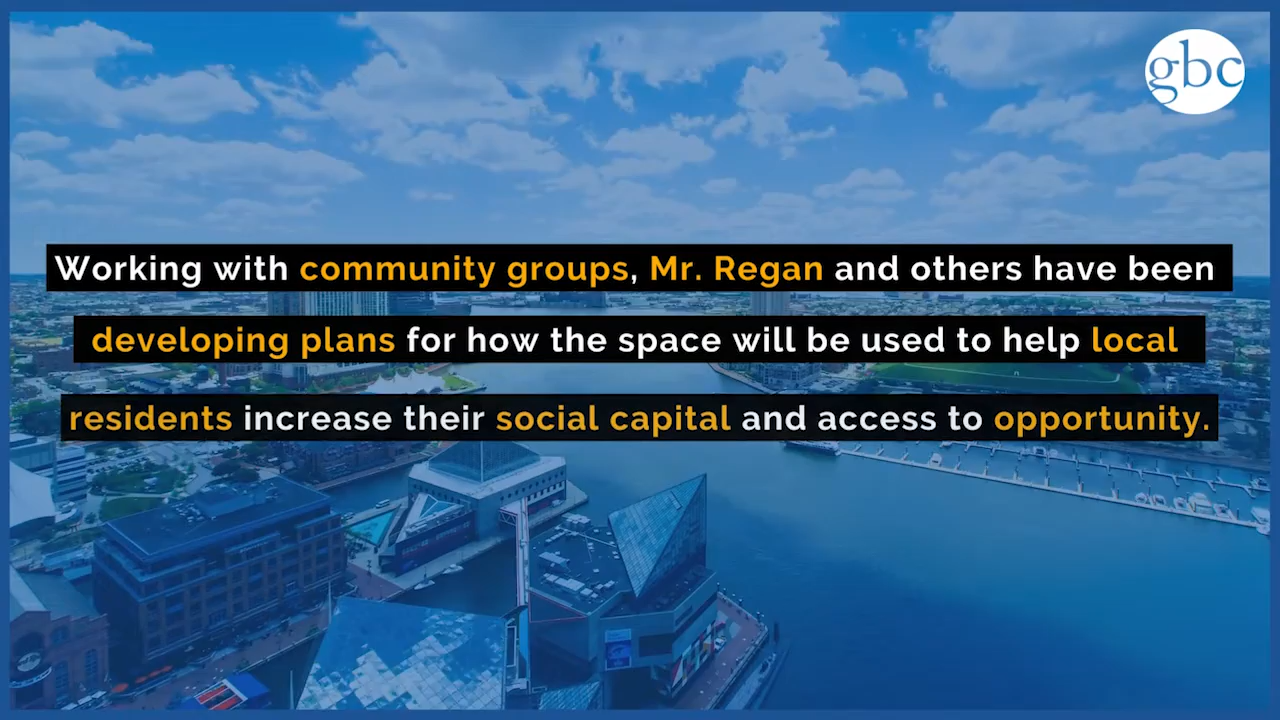 gbc
Working with community groups, Mr. Regan and others have been
developing plans for how the space will be used to help local
residents increase their social capital and access to opportunity.